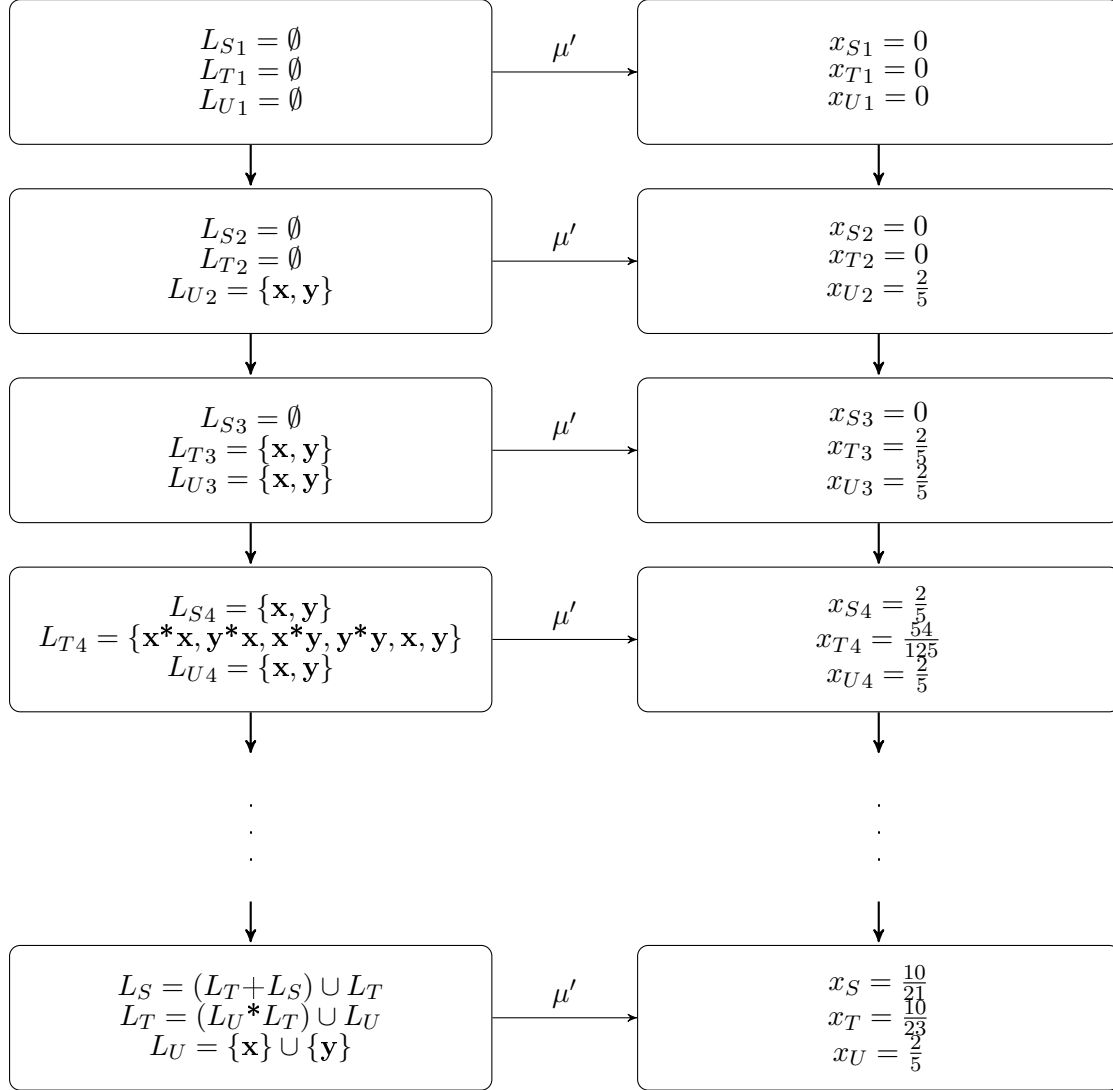 L_{S1} = ∅
L_{T1} = ∅
L_{U1} = ∅
μ′
x_{S1} = 0
x_{T1} = 0
x_{U1} = 0
L_{S2} = ∅
L_{T2} = ∅
L_{U2} = {x, y}
μ′
x_{S2} = 0
x_{T2} = 0
x_{U2} = 2/5
L_{S3} = ∅
L_{T3} = {x, y}
L_{U3} = {x, y}
μ′
x_{S3} = 0
x_{T3} = 2/5
x_{U3} = 2/5
L_{S4} = {x, y}
L_{T4} = {x*x, y*x, x*y, y*y, x, y}
L_{U4} = {x, y}
μ′
x_{S4} = 2/5
x_{T4} = 54/125
x_{U4} = 2/5
L_S = (L_T+L_S) ∪ L_T
L_T = (L_U*L_T) ∪ L_U
L_U = {x} ∪ {y}
μ′
x_S = 10/21
x_T = 10/23
x_U = 2/5